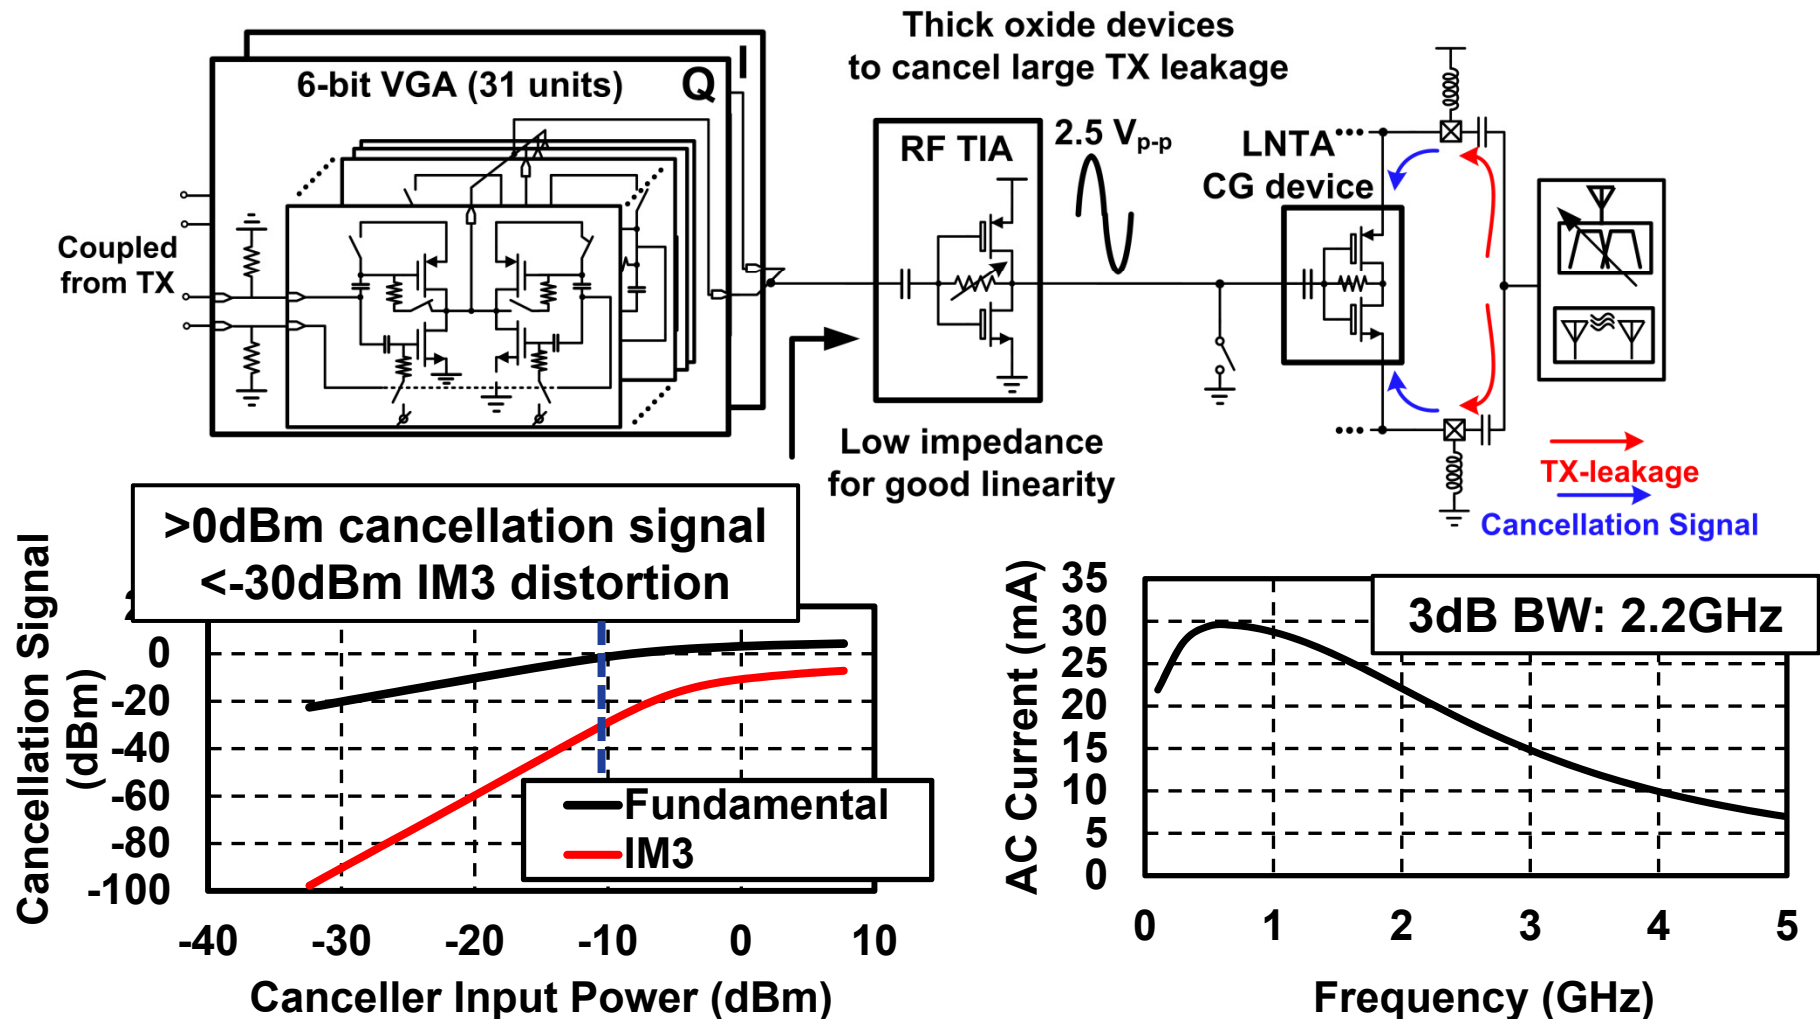 Thick oxide devices
to cancel large TX leakage
6-bit VGA (31 units)
Q
I
Coupled
from TX
RF TIA
2.5 Vp-p
LNTA
CG device
Low impedance
for good linearity
TX-leakage
Cancellation Signal
>0dBm cancellation signal
<-30dBm IM3 distortion
Cancellation Signal
(dBm)
0
-20
-40
-60
-80
-100
Fundamental
IM3
-40 -30 -20 -10 0 10
Canceller Input Power (dBm)
3dB BW: 2.2GHz
AC Current (mA)
35
30
25
20
15
10
5
0
0 1 2 3 4 5
Frequency (GHz)